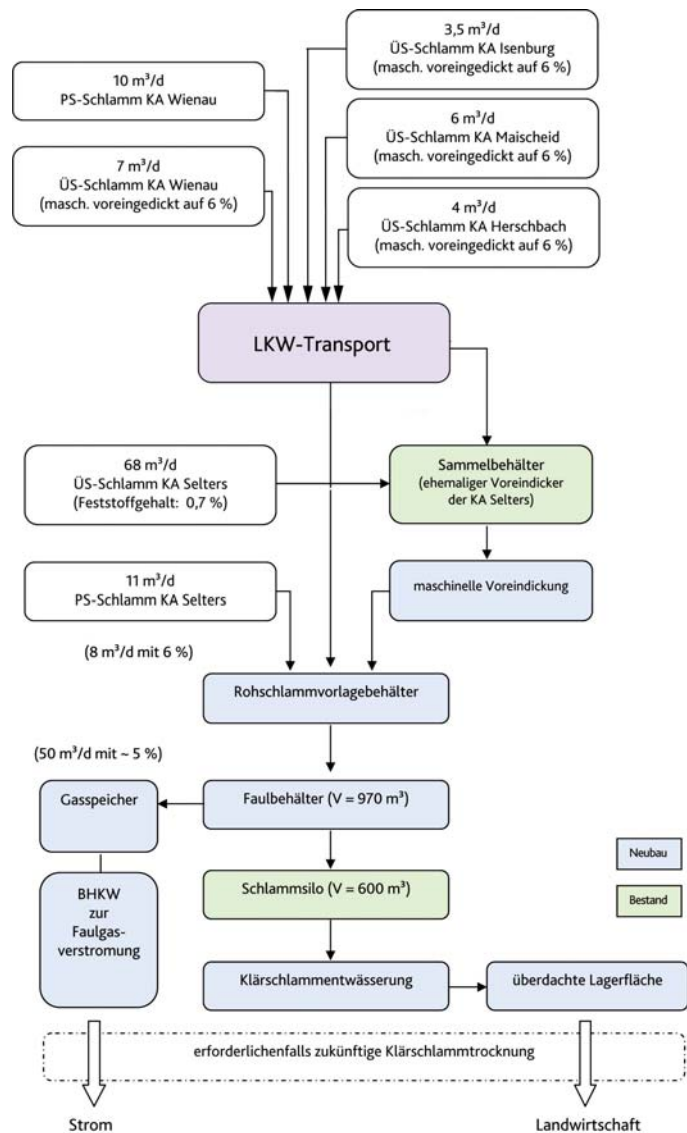 3,5 m³/d
ÜS-Schlamm KA Isenburg
(masch. voreingedickt auf 6 %)
10 m³/d
PS-Schlamm KA Wienau
6 m³/d
ÜS-Schlamm KA Maischeid
(masch. voreingedickt auf 6 %)
7 m³/d
ÜS-Schlamm KA Wienau
(masch. voreingedickt auf 6 %)
4 m³/d
ÜS-Schlamm KA Herschbach
(masch. voreingedickt auf 6 %)
LKW-Transport
68 m³/d
ÜS-Schlamm KA Selters
(Feststoffgehalt: 0,7 %)
Sammelbehälter
(ehemaliger Voreindicker
der KA Selters)
11 m³/d
PS-Schlamm KA Selters
maschinelle Voreindickung
(8 m³/d mit 6 %)
Rohschlammvorlagebehälter
(50 m³/d mit ~ 5 %)
Gasspeicher
Faulbehälter (V = 970 m³)
Neubau
BHKW
zur
Faulgas-
verstromung
Schlammsilo (V = 600 m³)
Bestand
Klärschlammentwässerung
überdachte Lagerfläche
erforderlichenfalls zukünftige Klärschlammtrocknung
Strom
Landwirtschaft